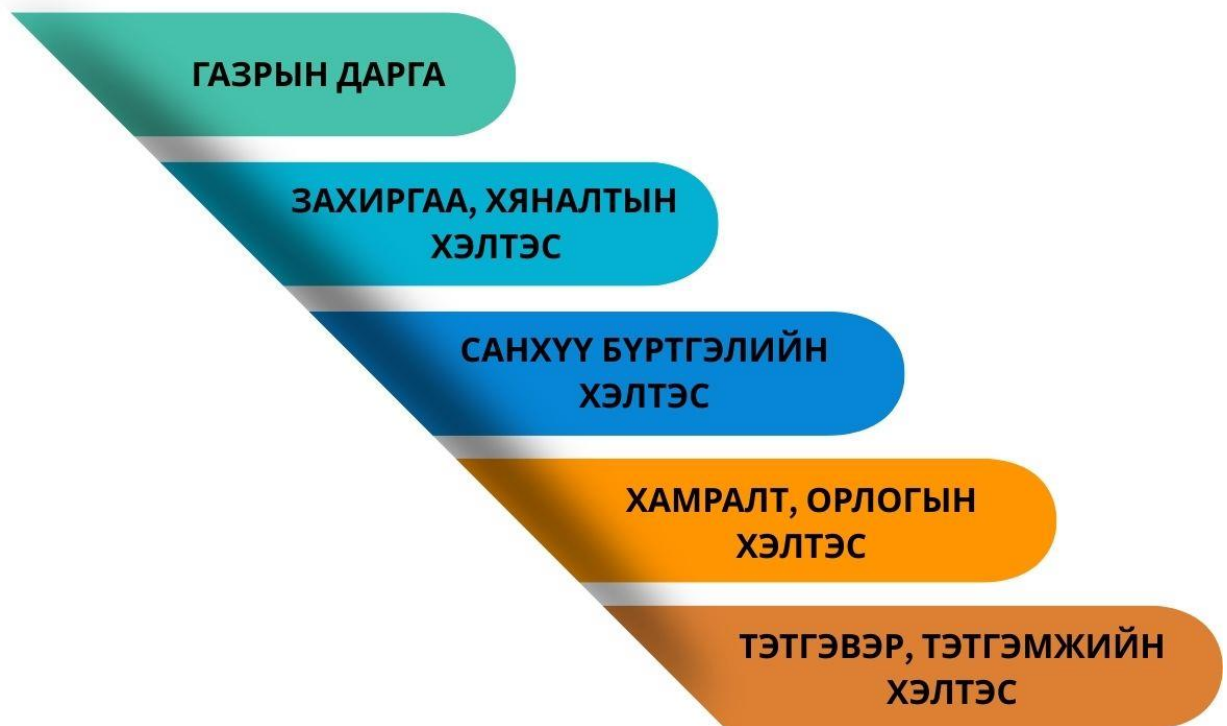 ГАЗРЫН ДАРГА
ЗАХИРГАА, ХЯНАЛТЫН
ХЭЛТЭС
САНХҮҮ БҮРТГЭЛИЙН
ХЭЛТЭС
ХАМРАЛТ, ОРЛОГЫН
ХЭЛТЭС
ТЭТГЭВЭР, ТЭТГЭМЖИЙН
ХЭЛТЭС